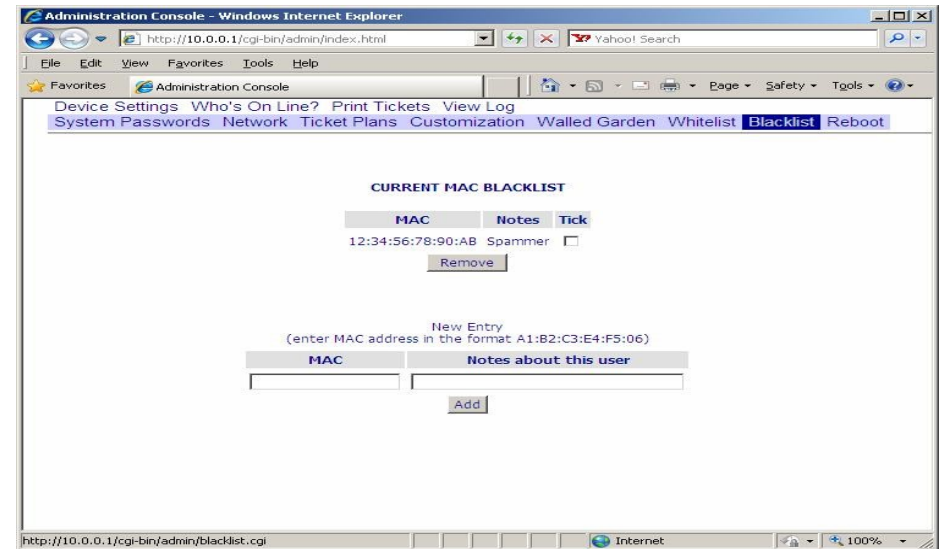 Administration Console - Windows Internet Explorer
http://10.0.0.1/cgi-bin/admin/index.html
Yahoo! Search
File Edit View Favorites Tools Help
Favorites Administration Console Page Safety Tools
Device Settings Who's On Line? Print Tickets View Log
System Passwords Network Ticket Plans Customization Walled Garden Whitelist Blacklist Reboot
CURRENT MAC BLACKLIST
MAC Notes Tick
12:34:56:78:90:AB Spammer
Remove
New Entry
(enter MAC address in the format A1:B2:C3:E4:F5:06)
MAC Notes about this user
Add
http://10.0.0.1/cgi-bin/admin/blacklist.cgi Internet 100%